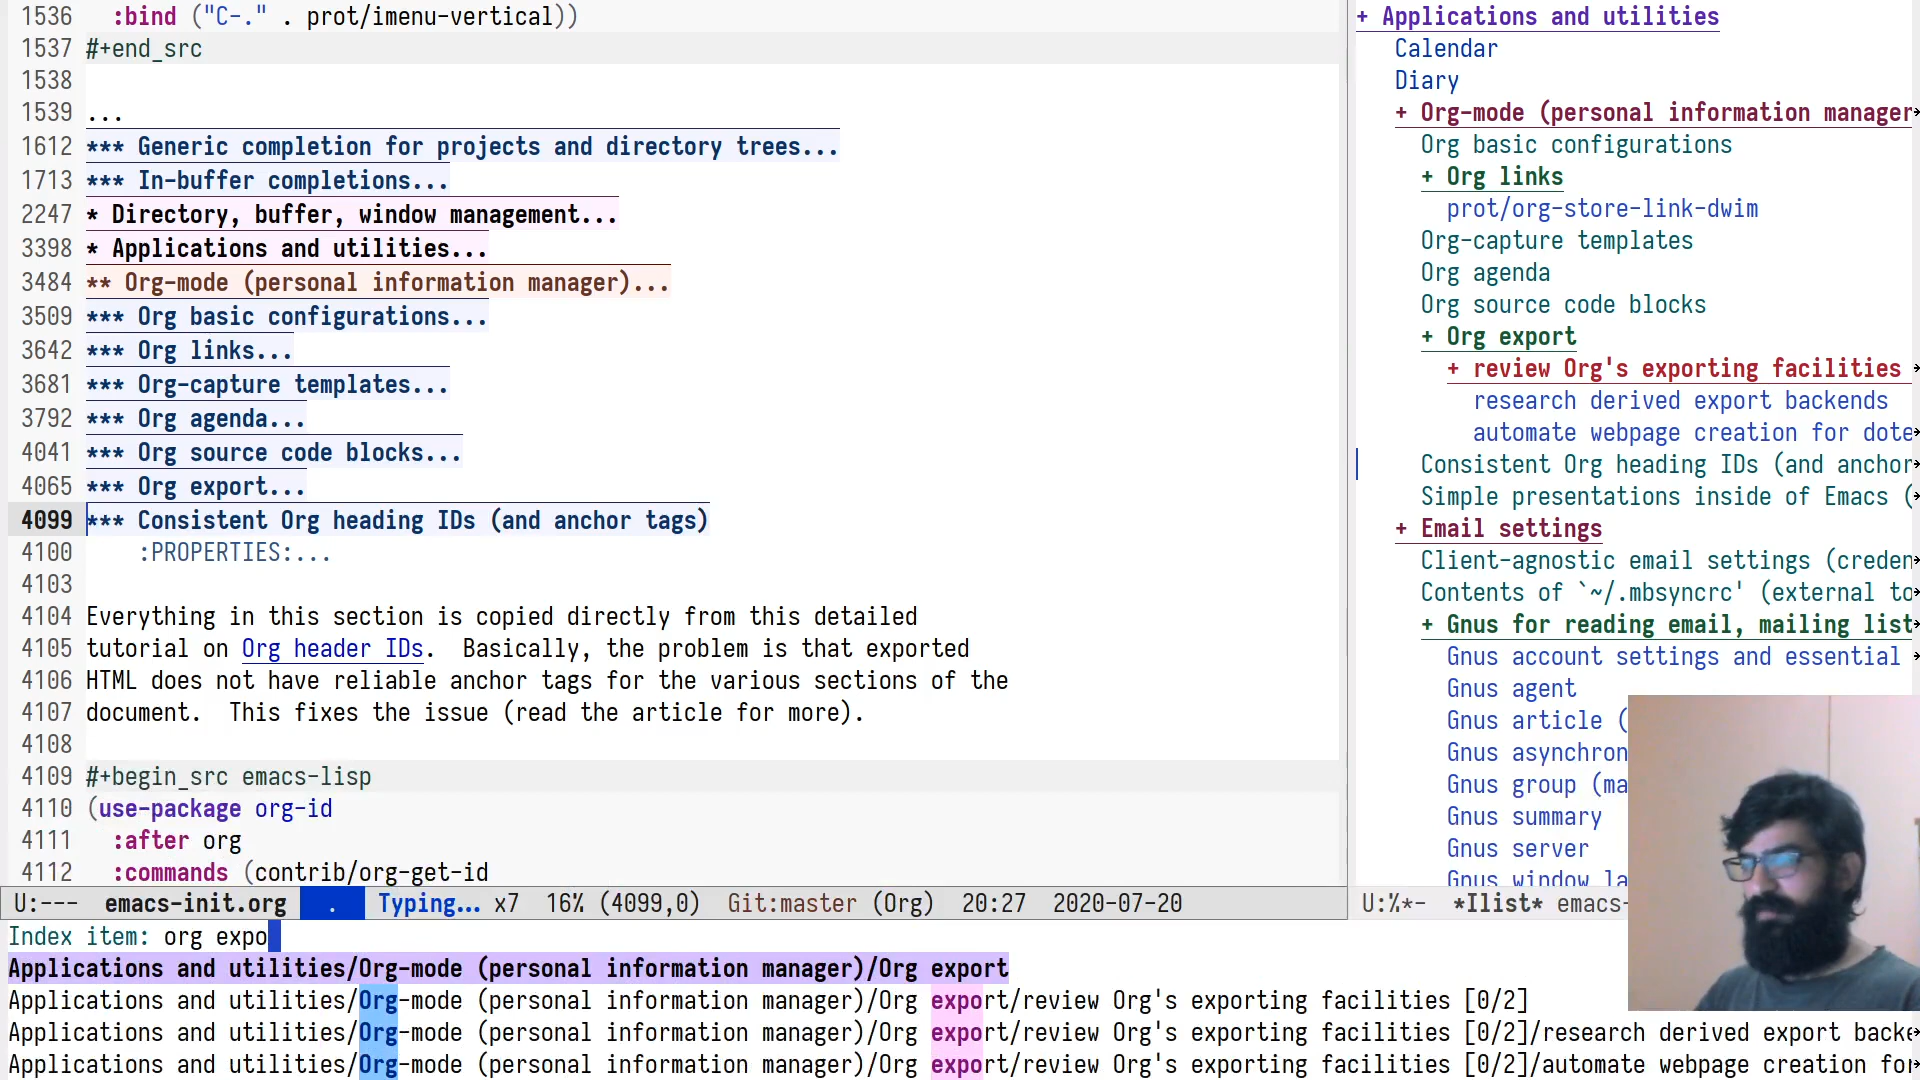 1536   :bind ("C-." . prot/imenu-vertical))
1537 #+end_src
1538
1539 ...
1612 *** Generic completion for projects and directory trees...
1713 *** In-buffer completions...
2247 * Directory, buffer, window management...
3398 * Applications and utilities...
3484 ** Org-mode (personal information manager)...
3509 *** Org basic configurations...
3642 *** Org links...
3681 *** Org-capture templates...
3792 *** Org agenda...
4041 *** Org source code blocks...
4065 *** Org export...
4099 *** Consistent Org heading IDs (and anchor tags)
4100     :PROPERTIES:...
4103
4104 Everything in this section is copied directly from this detailed
4105 tutorial on Org header IDs.  Basically, the problem is that exported
4106 HTML does not have reliable anchor tags for the various sections of the
4107 document.  This fixes the issue (read the article for more).
4108
4109 #+begin_src emacs-lisp
4110 (use-package org-id
4111   :after org
4112   :commands (contrib/org-get-id
U:---  emacs-init.org  .  Typing... x7  16% (4099,0)  Git:master (Org)  20:27  2020-07-20
+ Applications and utilities
Calendar
Diary
+ Org-mode (personal information manager
Org basic configurations
+ Org links
prot/org-store-link-dwim
Org-capture templates
Org agenda
Org source code blocks
+ Org export
+ review Org's exporting facilities
research derived export backends
automate webpage creation for dote
Consistent Org heading IDs (and anchor
Simple presentations inside of Emacs (
+ Email settings
Client-agnostic email settings (creden
Contents of `~/.mbsyncrc' (external to
+ Gnus for reading email, mailing list
Gnus account settings and essential
Gnus agent
Gnus article (
Gnus asynchron
Gnus group (ma
Gnus summary
Gnus server
Gnus window la
U:%*-  *Ilist* emacs-
Index item: org expo
Applications and utilities/Org-mode (personal information manager)/Org export
Applications and utilities/Org-mode (personal information manager)/Org export/review Org's exporting facilities [0/2]
Applications and utilities/Org-mode (personal information manager)/Org export/review Org's exporting facilities [0/2]/research derived export backe
Applications and utilities/Org-mode (personal information manager)/Org export/review Org's exporting facilities [0/2]/automate webpage creation for